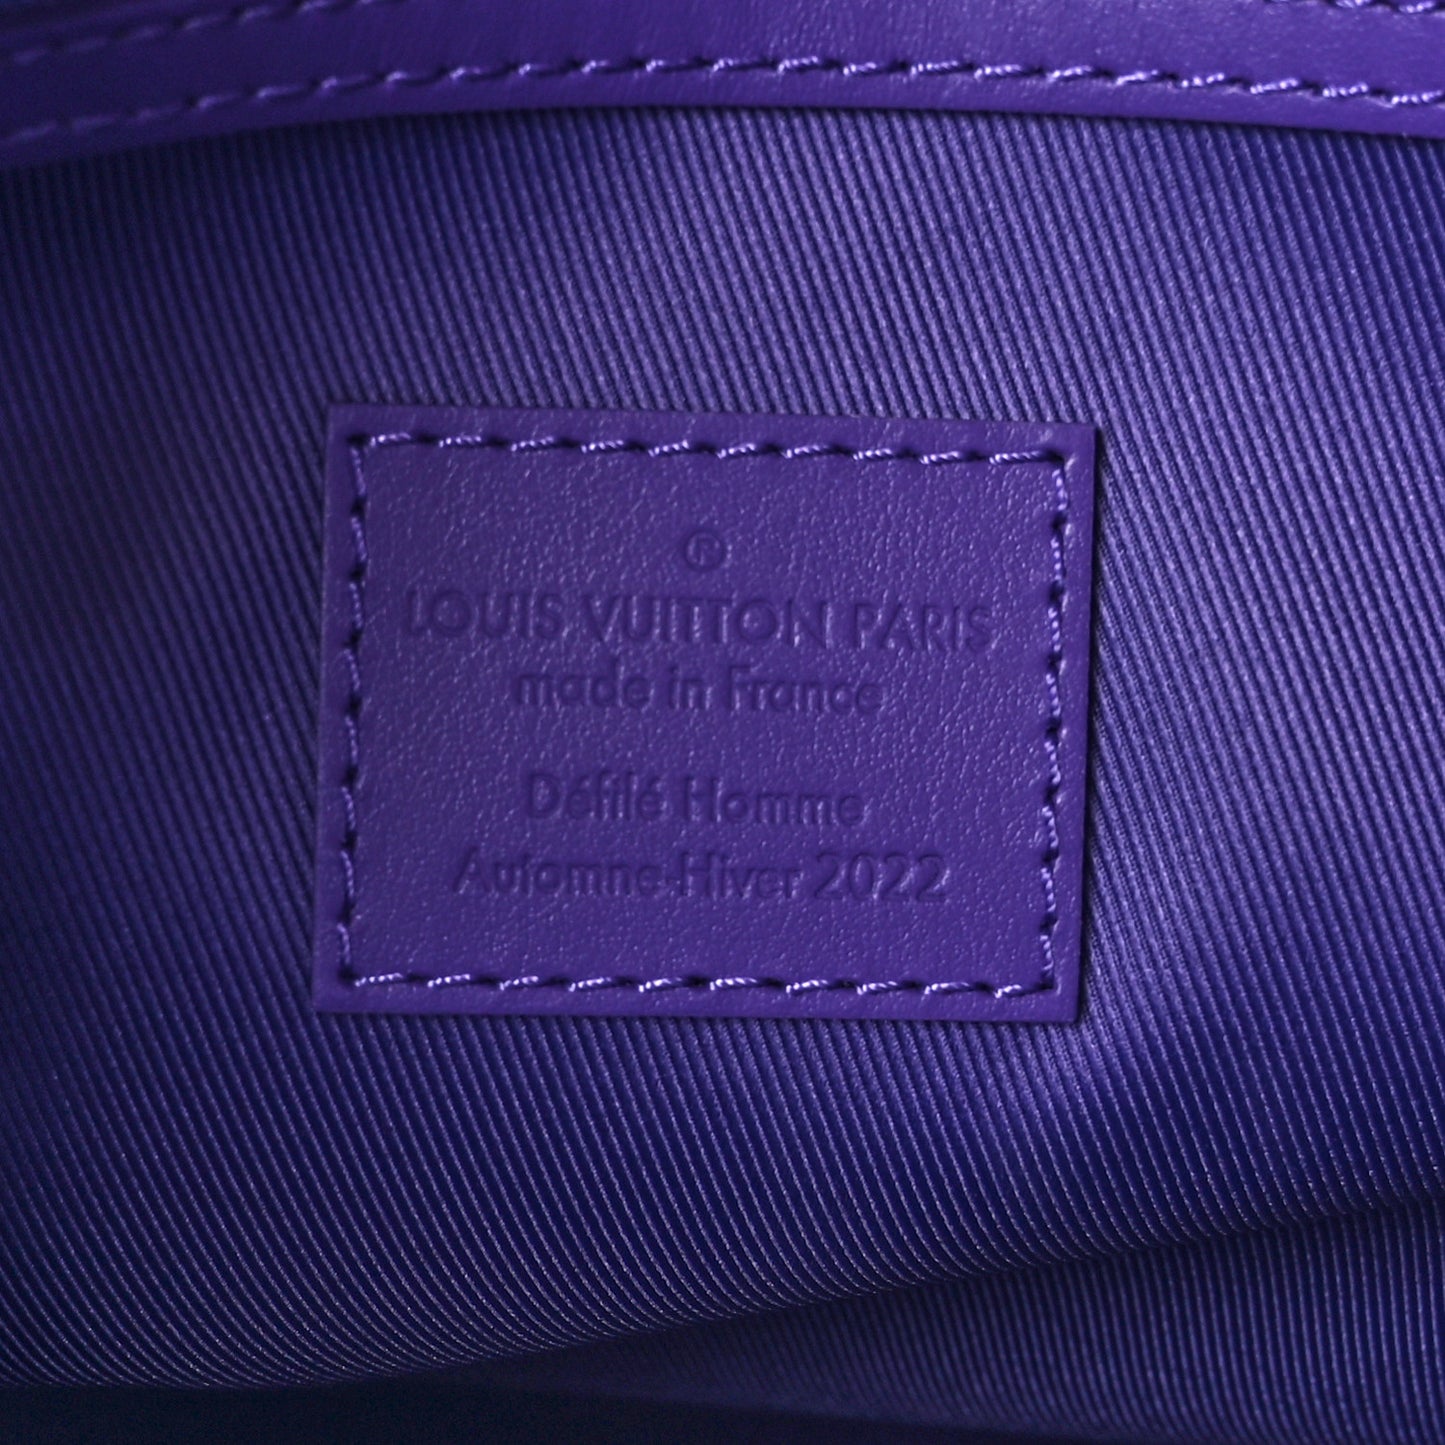 ®
LOUIS VUITTON PARIS
made in France
Défilé Homme
Automne-Hiver 2022